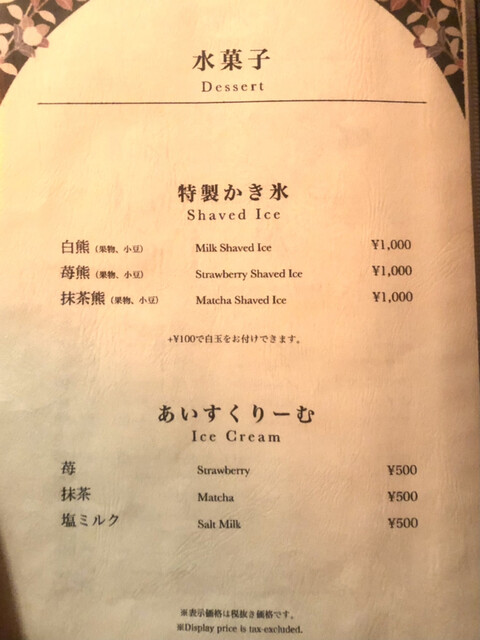 水菓子
Dessert
特製かき氷
Shaved Ice
白熊（果物、小豆） Milk Shaved Ice ¥1,000
苺熊（果物、小豆） Strawberry Shaved Ice ¥1,000
抹茶熊（果物、小豆） Matcha Shaved Ice ¥1,000
+¥100で白玉をお付けできます。
あいすくりーむ
Ice Cream
苺 Strawberry ¥500
抹茶 Matcha ¥500
塩ミルク Salt Milk ¥500
※表示価格は税抜き価格です。
※Display price is tax-excluded.